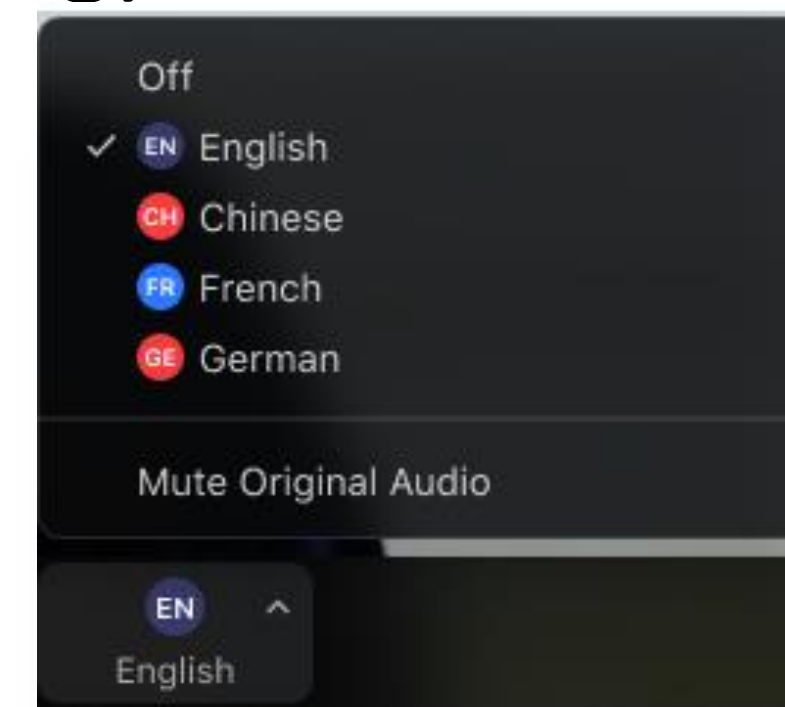 Off
EN English
CH Chinese
FR French
GE German
Mute Original Audio
EN
English